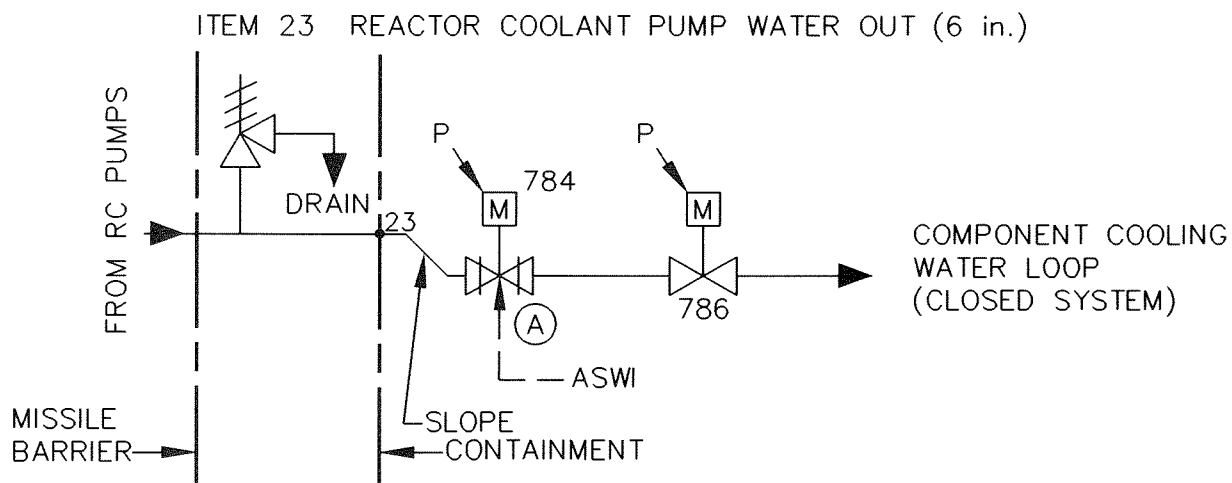 ITEM 23 REACTOR COOLANT PUMP WATER OUT (6 in.)
FROM RC PUMPS
DRAIN
23
P
M
784
P
M
786
A
ASWI
SLOPE
COMPONENT COOLING
WATER LOOP
(CLOSED SYSTEM)
MISSILE
BARRIER
CONTAINMENT